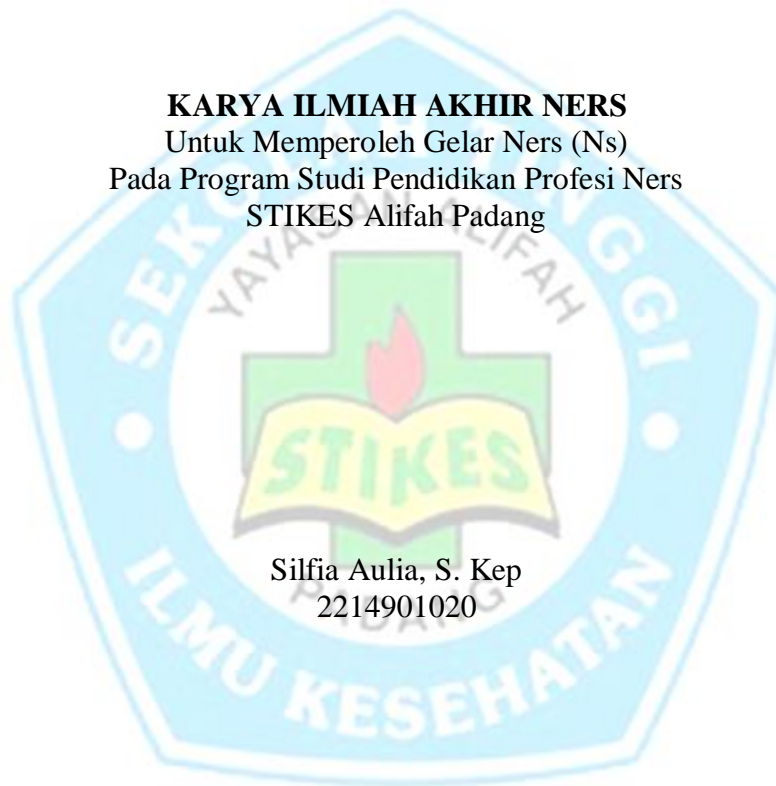 KARYA ILMIAH AKHIR NERS
Untuk Memperoleh Gelar Ners (Ns)
Pada Program Studi Pendidikan Profesi Ners
STIKES Alifah Padang
SEKOLAH TINGGI
YAYASAN ALIFAH
STIKES
Silfia Aulia, S. Kep
2214901020
PADANG
ILMU KESEHATAN